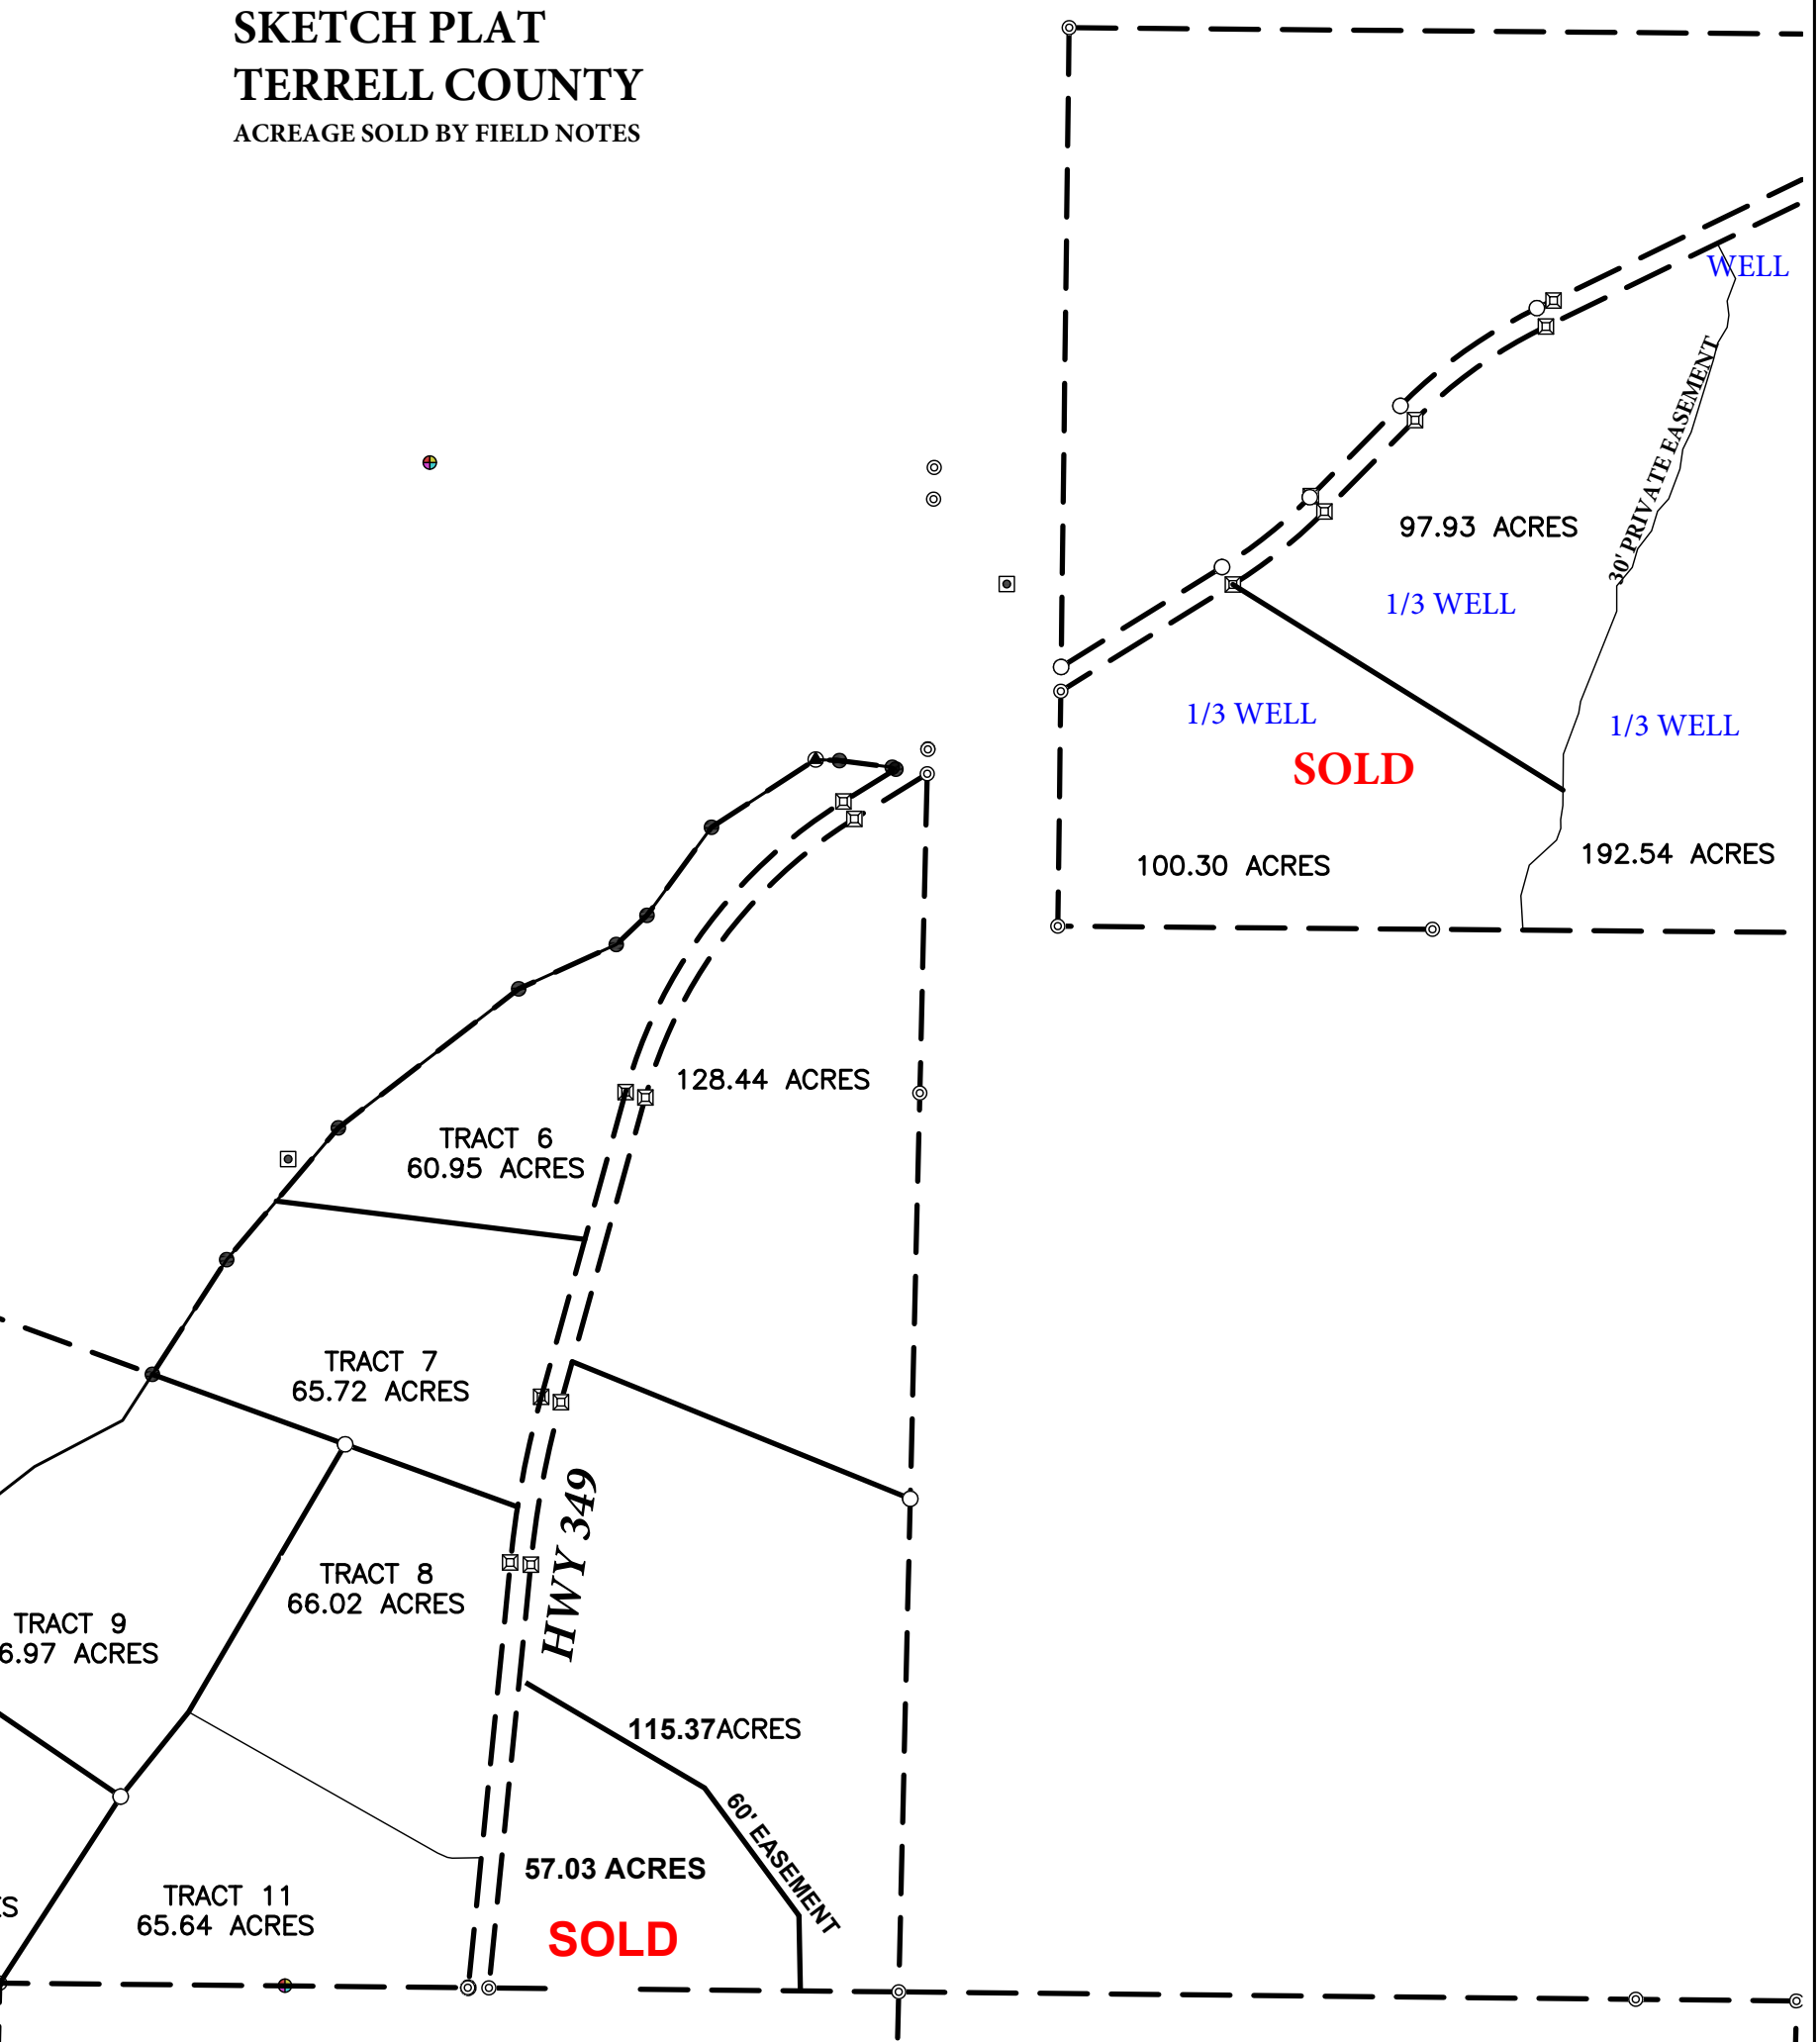 SKETCH PLAT
TERRELL COUNTY
ACREAGE SOLD BY FIELD NOTES
WELL
30' PRIVATE EASEMENT
97.93 ACRES
1/3 WELL
1/3 WELL
1/3 WELL
SOLD
100.30 ACRES
192.54 ACRES
128.44 ACRES
TRACT 6
60.95 ACRES
TRACT 7
65.72 ACRES
HWY 349
TRACT 8
66.02 ACRES
TRACT 9
6.97 ACRES
115.37ACRES
60' EASEMENT
57.03 ACRES
SOLD
TRACT 11
65.64 ACRES